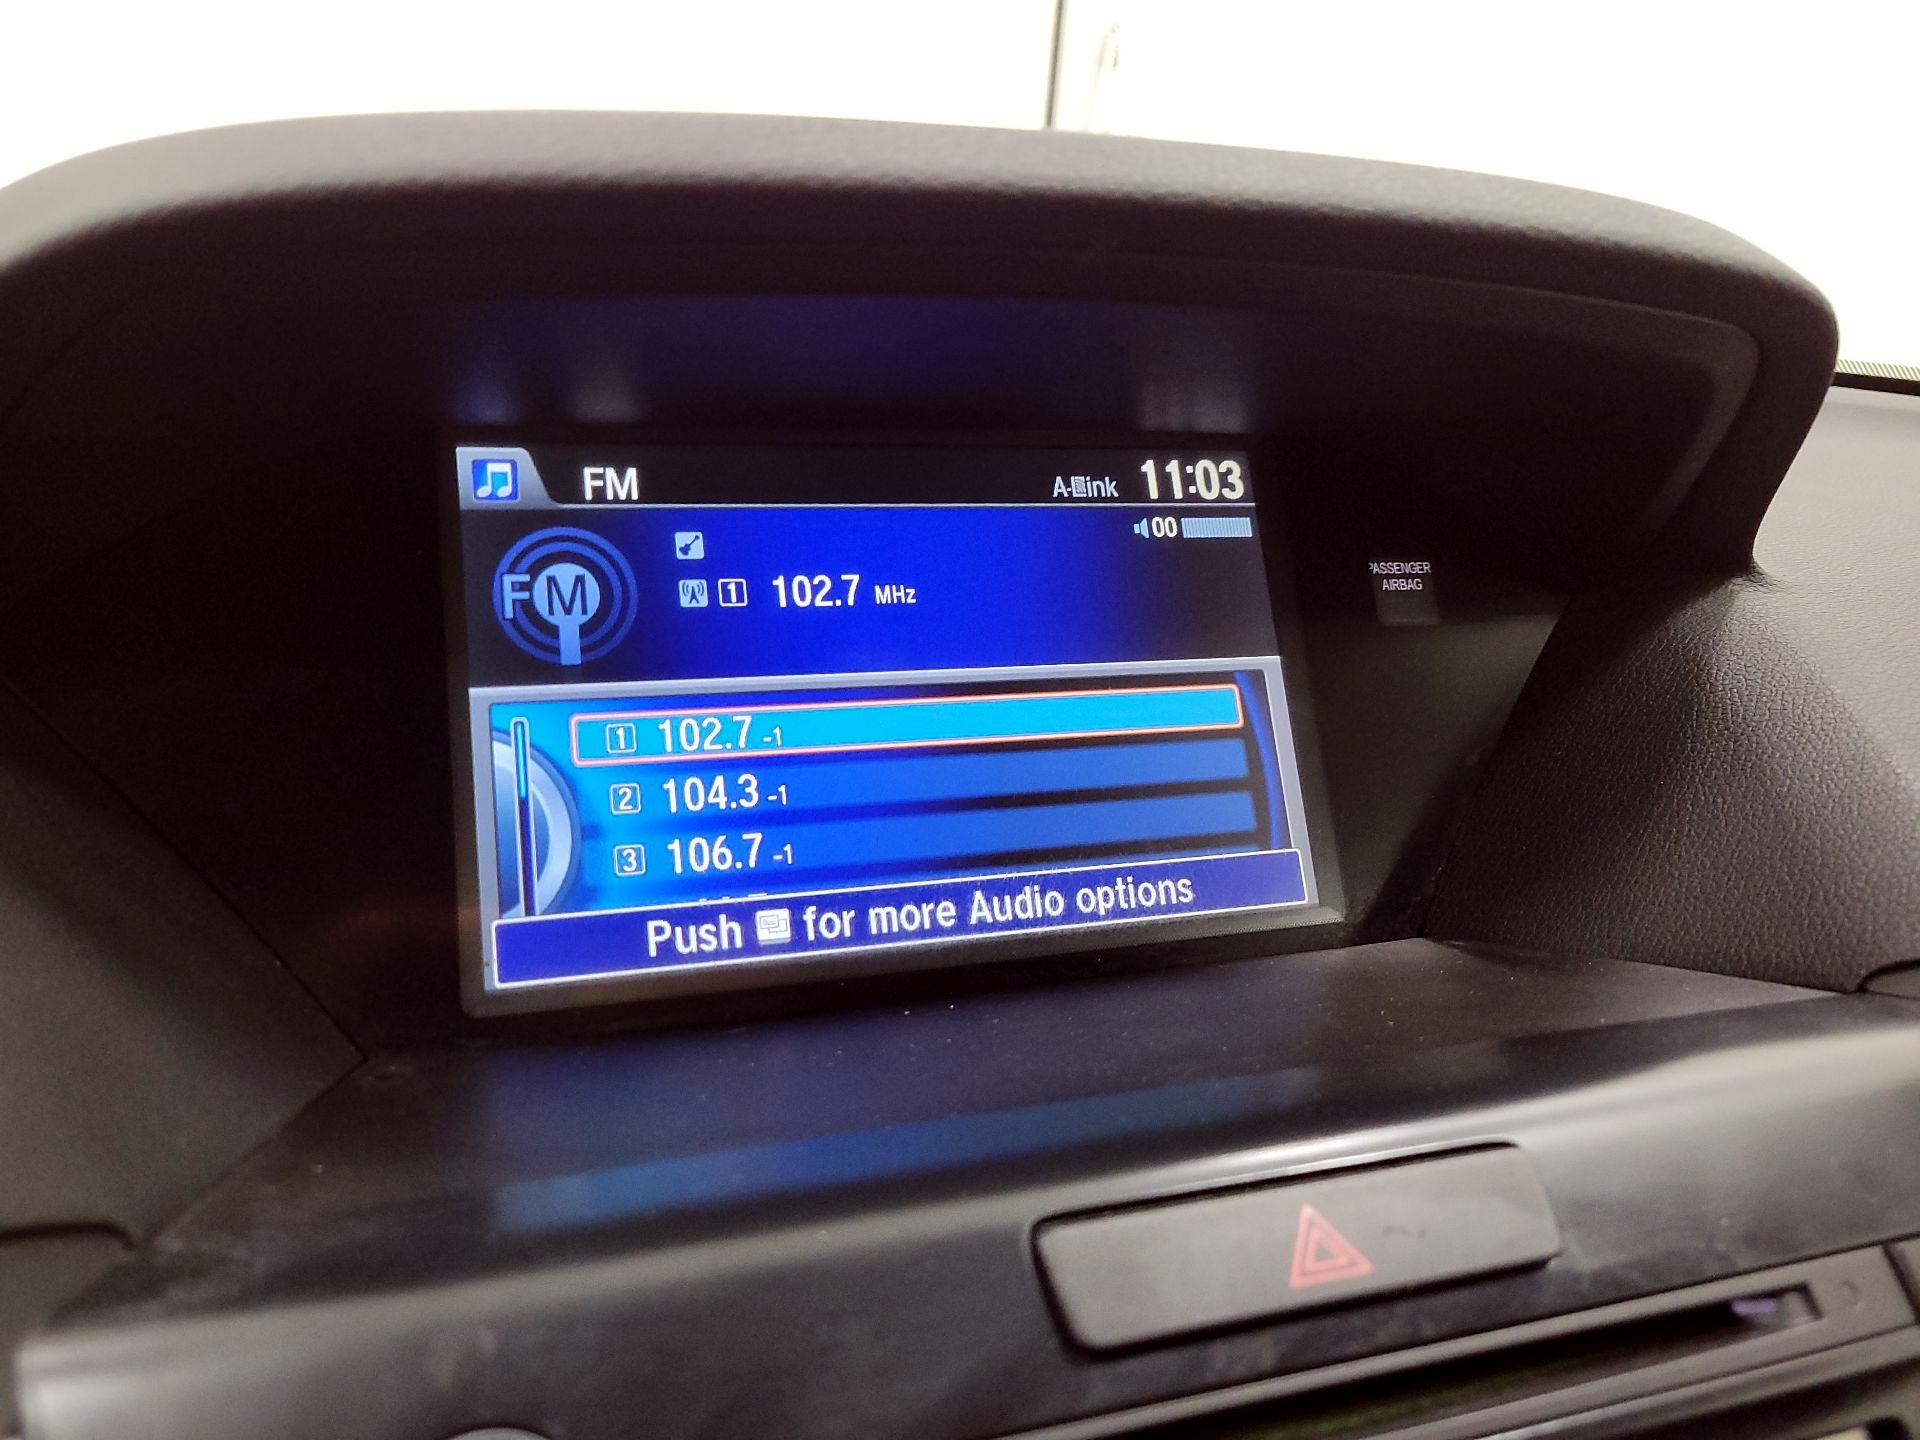 FM A-Link 11:03
00
FM 1 102.7 MHz
1 102.7 -1
2 104.3 -1
3 106.7 -1
Push for more Audio options
PASSENGER
AIRBAG